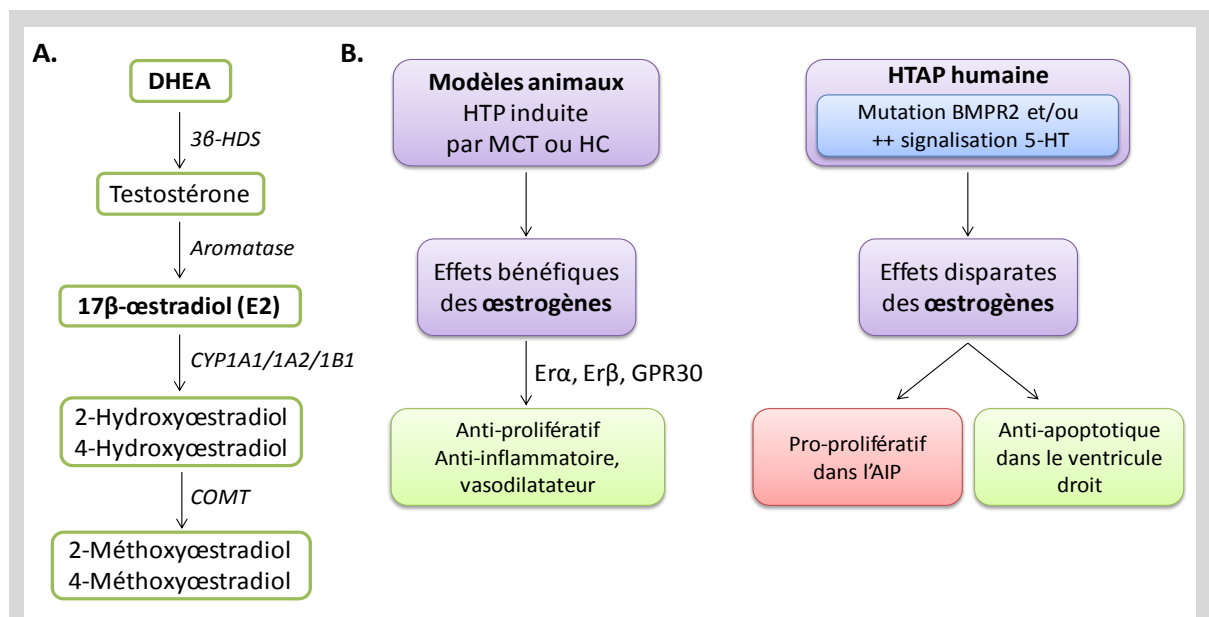 A.
DHEA
3β-HDS
Testostérone
Aromatase
17β-œstradiol (E2)
CYP1A1/1A2/1B1
2-Hydroxyœstradiol
4-Hydroxyœstradiol
COMT
2-Méthoxyœstradiol
4-Méthoxyœstradiol
B.
Modèles animaux
HTP induite
par MCT ou HC
Effets bénéfiques
des œstrogènes
Erα, Erβ, GPR30
Anti-prolifératif
Anti-inflammatoire,
vasodilatateur
HTAP humaine
Mutation BMPR2 et/ou
++ signalisation 5-HT
Effets disparates
des œstrogènes
Pro-prolifératif
dans l'AIP
Anti-apoptotique
dans le ventricule
droit